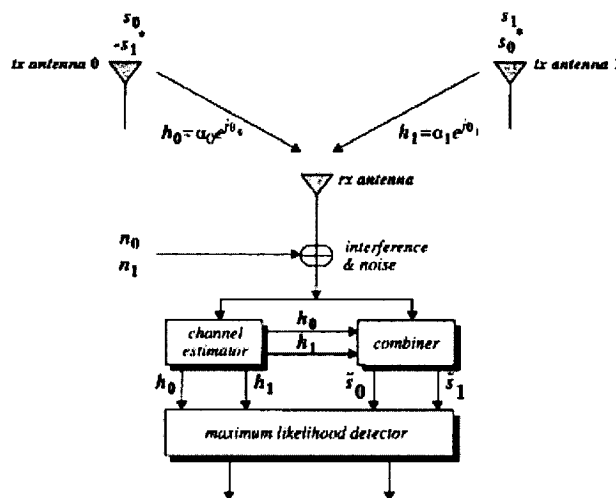 s₀ s₁
-s₁* s₀*
tx antenna 0 tx antenna 1
h₀=α₀e^{jθ₀} h₁=α₁e^{jθ₁}
rx antenna
n₀
n₁
interference
& noise
channel
estimator
h₀
h₁
combiner
h₀ h₁ s̃₀ s̃₁
maximum likelihood detector